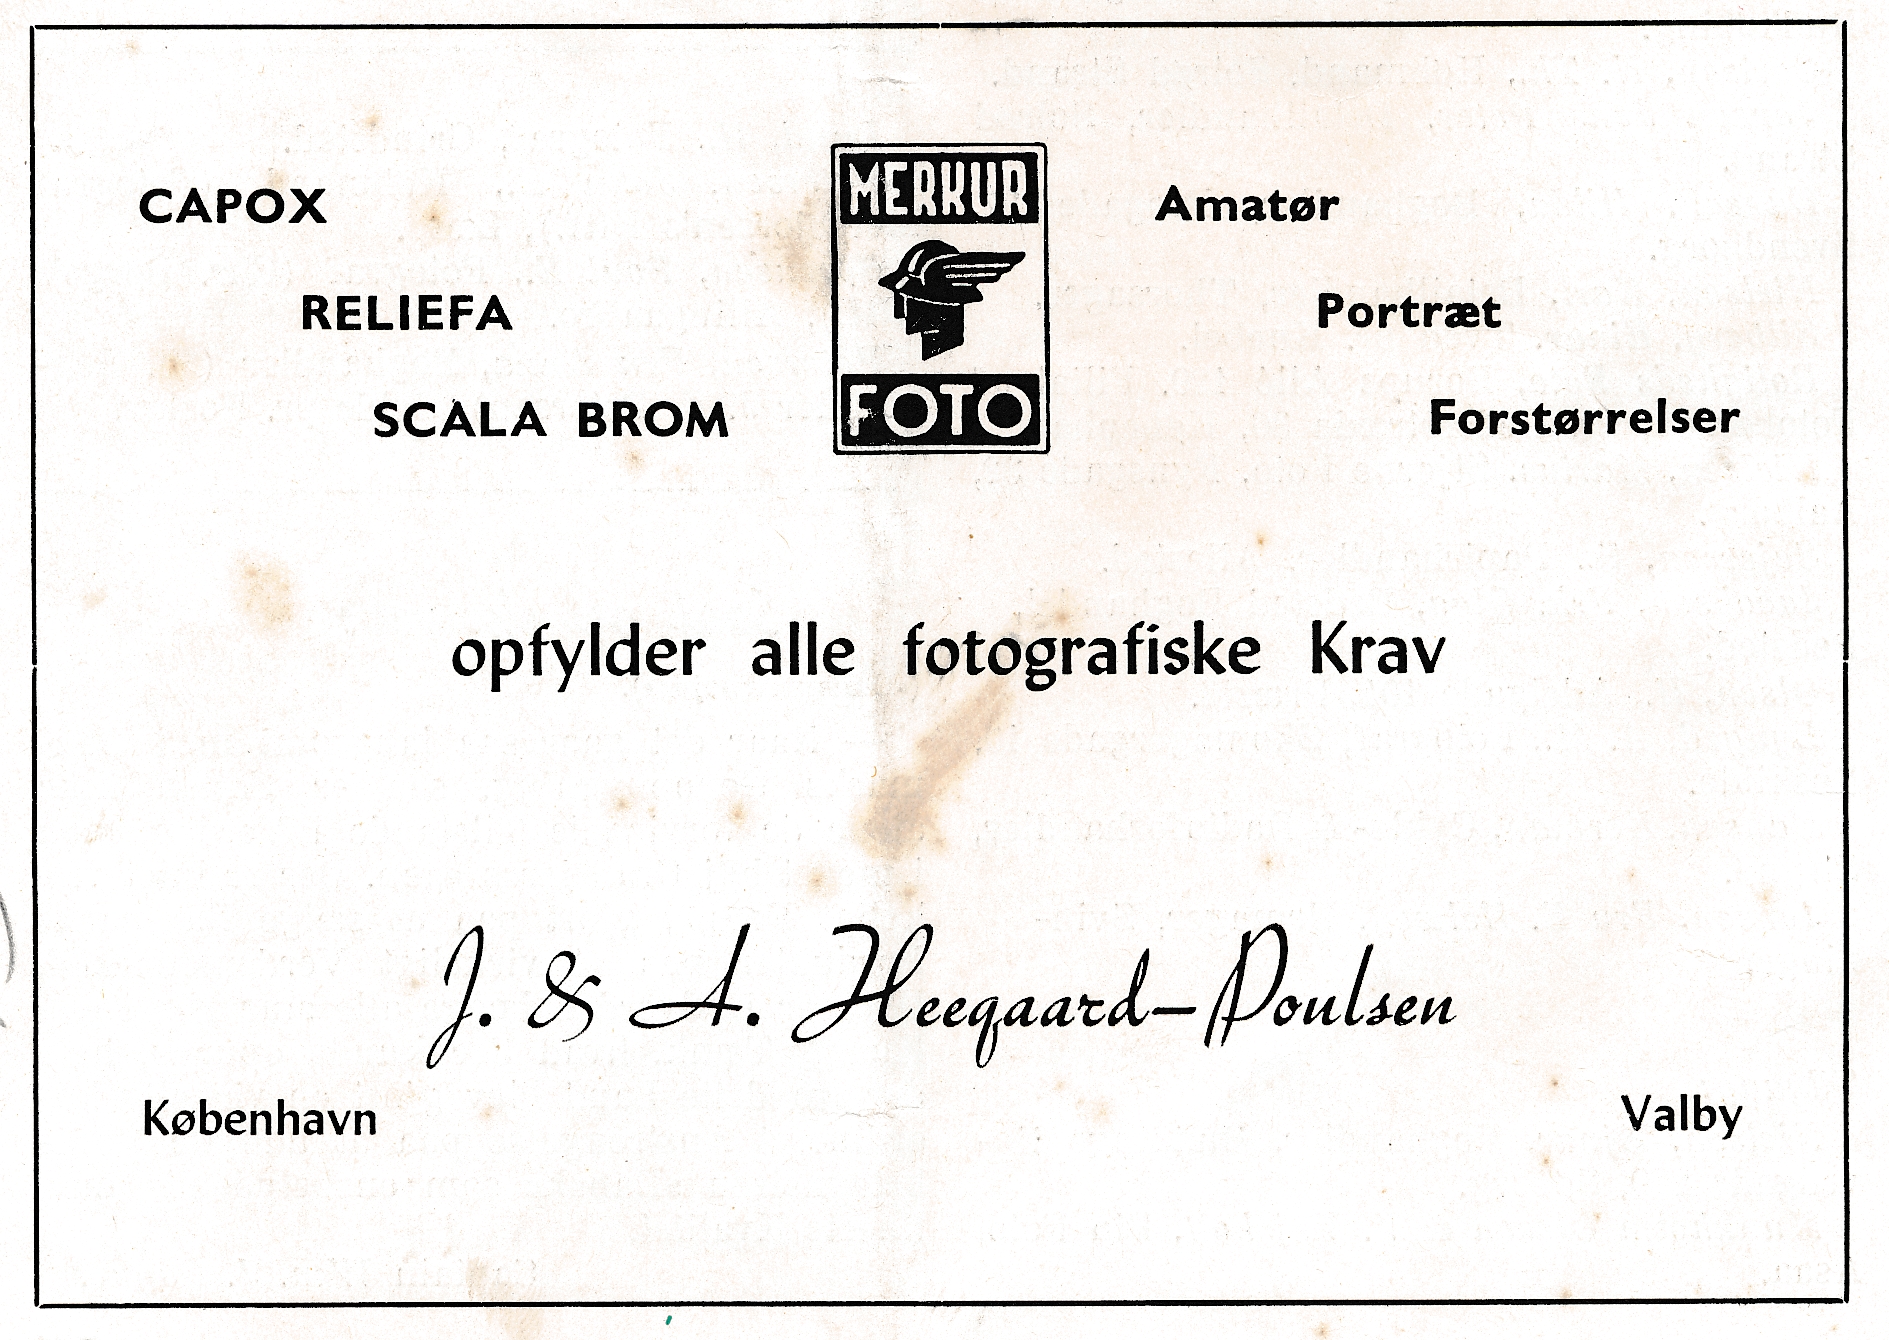 CAPOX
RELIEFA
SCALA BROM
MERKUR
FOTO
Amatør
Portræt
Forstørrelser
opfylder alle fotografiske Krav
J. & A. Heegaard-Poulsen
København
Valby